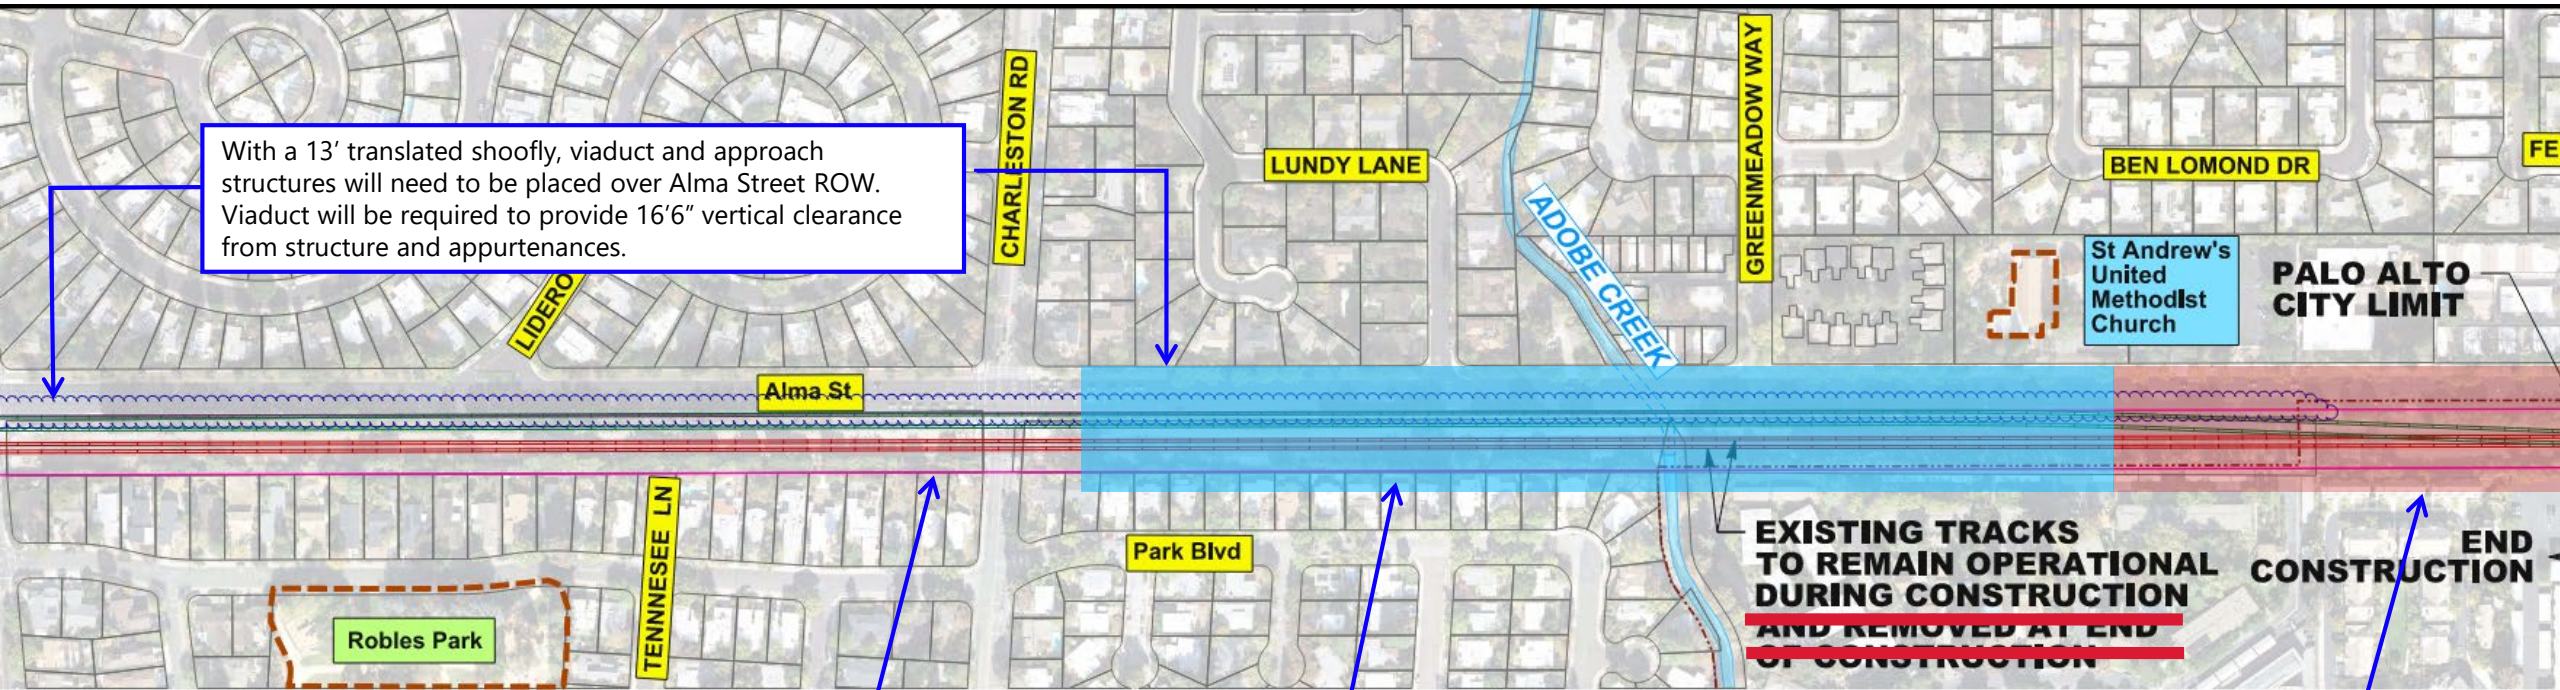 With a 13’ translated shoofly, viaduct and approach
structures will need to be placed over Alma Street ROW.
Viaduct will be required to provide 16’6” vertical clearance
from structure and appurtenances.
CHARLESTON RD
LUNDY LANE
GREENMEADOW WAY
BEN LOMOND DR
FE
ADOBE CREEK
LIDERO
St Andrew's
United
Methodist
Church
PALO ALTO
CITY LIMIT
Alma St
TENNNESEE LN
Park Blvd
Robles Park
EXISTING TRACKS
TO REMAIN OPERATIONAL
DURING CONSTRUCTION
AND REMOVED AT END
OF CONSTRUCTION
END
CONSTRUCTION